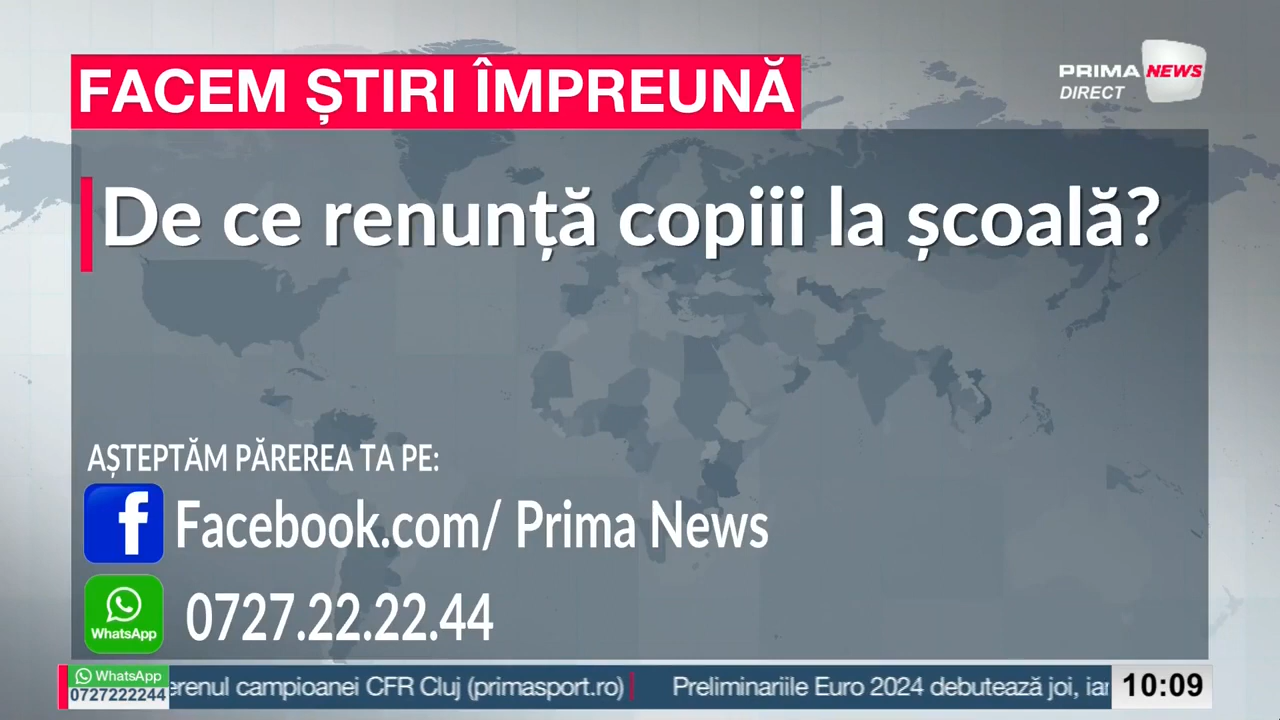 FACEM ȘTIRI ÎMPREUNĂ
PRIMA NEWS
DIRECT
De ce renunță copiii la școală?
AȘTEPTĂM PĂREREA TA PE:
f Facebook.com/ Prima News
WhatsApp 0727.22.22.44
WhatsApp
0727222244
campioanei CFR Cluj (primasport.ro) Preliminariile Euro 2024 debutează joi, 10:09